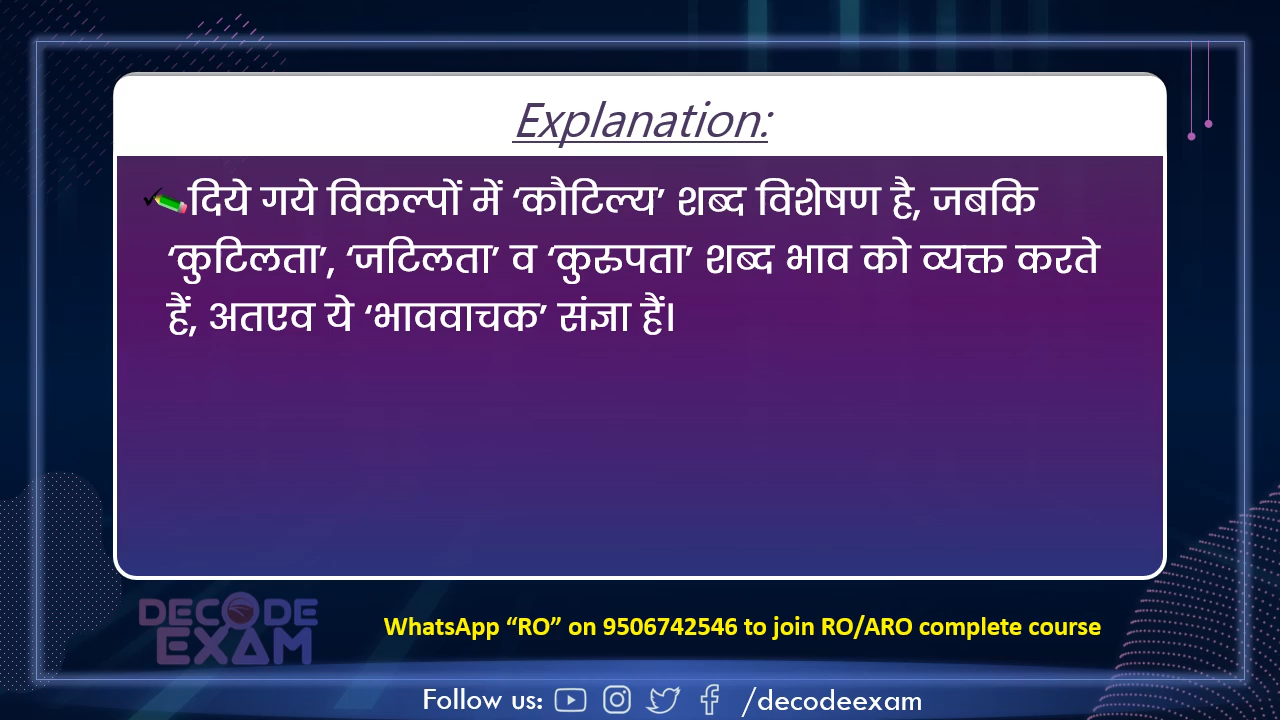 Explanation:
दिये गये विकल्पों में ‘कौटिल्य’ शब्द विशेषण है, जबकि
‘कुटिलता’, ‘जटिलता’ व ‘कुरुपता’ शब्द भाव को व्यक्त करते
हैं, अतएव ये ‘भाववाचक’ संज्ञा हैं।
DECODE
EXAM
WhatsApp “RO” on 9506742546 to join RO/ARO complete course
Follow us: /decodeexam